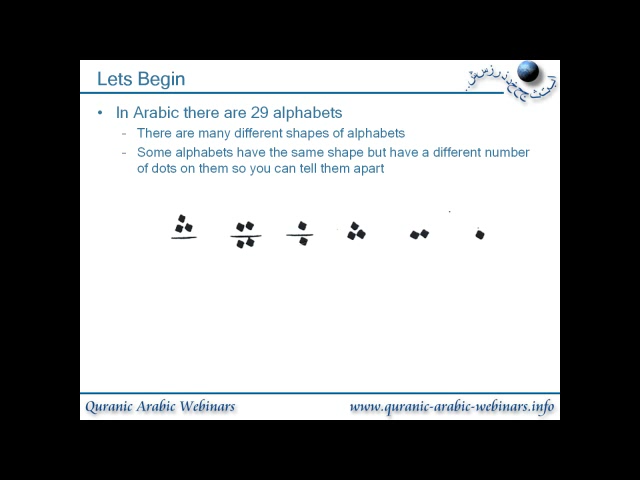 Lets Begin
• In Arabic there are 29 alphabets
- There are many different shapes of alphabets
- Some alphabets have the same shape but have a different number
of dots on them so you can tell them apart
Quranic Arabic Webinars
www.quranic-arabic-webinars.info